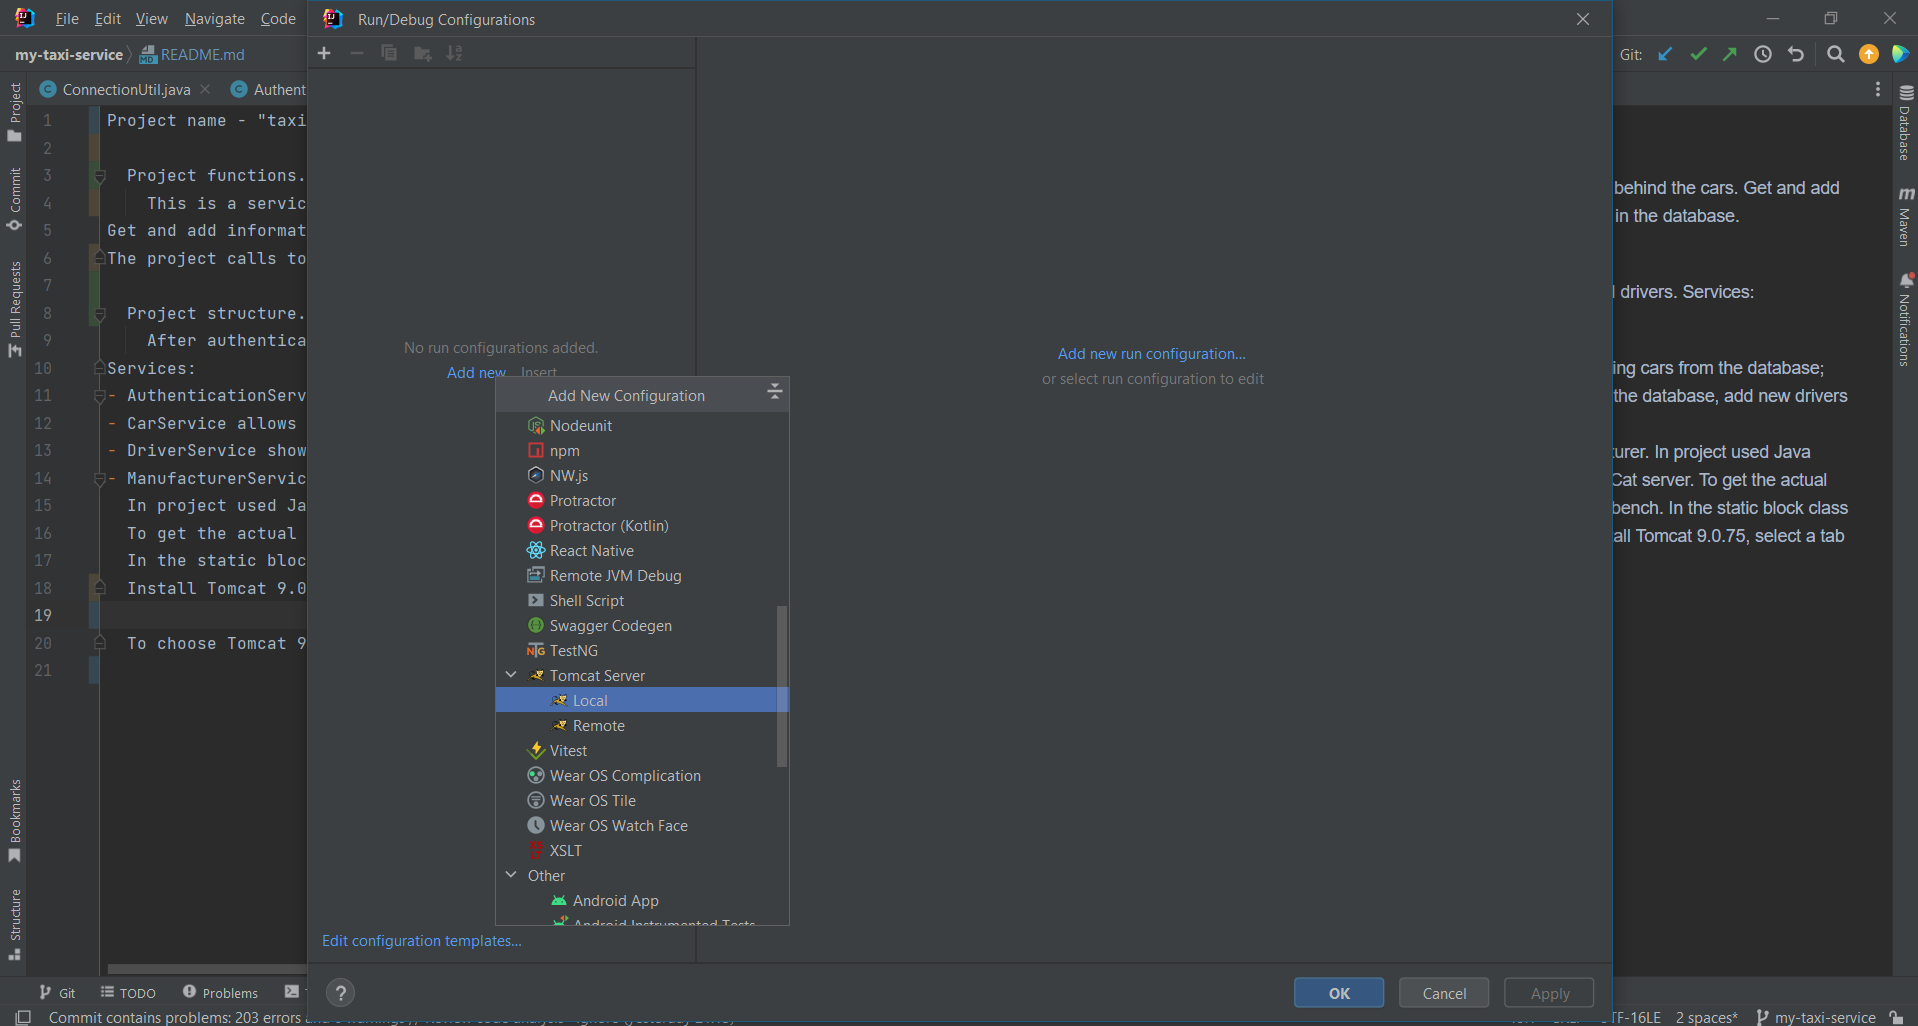 File Edit View Navigate Code
Run/Debug Configurations
my-taxi-service README.md
Git:
ConnectionUtil.java Authent
Project
Commit
Pull Requests
Bookmarks
Structure
1 Project name - "taxi
2
3 Project functions.
4 This is a servic
5 Get and add informat
6 The project calls to
7
8 Project structure.
9 After authentica
10 Services:
11 - AuthenticationServ
12 - CarService allows
13 - DriverService show
14 - ManufacturerServic
15 In project used Ja
16 To get the actual
17 In the static bloc
18 Install Tomcat 9.0
19
20 To choose Tomcat 9
21
No run configurations added.
Add new... Insert
Add New Configuration
Nodeunit
npm
NW.js
Protractor
Protractor (Kotlin)
React Native
Remote JVM Debug
Shell Script
Swagger Codegen
TestNG
Tomcat Server
Local
Remote
Vitest
Wear OS Complication
Wear OS Tile
Wear OS Watch Face
XSLT
Other
Android App
Android Instrumented Tests
Edit configuration templates...
Add new run configuration...
or select run configuration to edit
?
OK Cancel Apply
behind the cars. Get and add
in the database.
drivers. Services:
ing cars from the database;
the database, add new drivers
turer. In project used Java
Cat server. To get the actual
bench. In the static block class
all Tomcat 9.0.75, select a tab
Database
Maven
Notifications
Git TODO Problems
Commit contains problems: 203 errors
TF-16LE 2 spaces* my-taxi-service